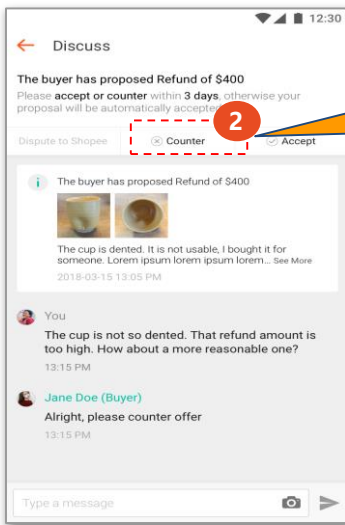 12:30
Discuss
The buyer has proposed Refund of $400
Please accept or counter within 3 days, otherwise your
proposal will be automatically accepted
2
Dispute to Shopee
Counter
Accept
i
The buyer has proposed Refund of $400
The cup is dented. It is not usable, I bought it for
someone. Lorem ipsum lorem ipsum lorem... See More
2018-03-15 13:05 PM
You
The cup is not so dented. That refund amount is
too high. How about a more reasonable one?
13:15 PM
Jane Doe (Buyer)
Alright, please counter offer
13:15 PM
Type a message